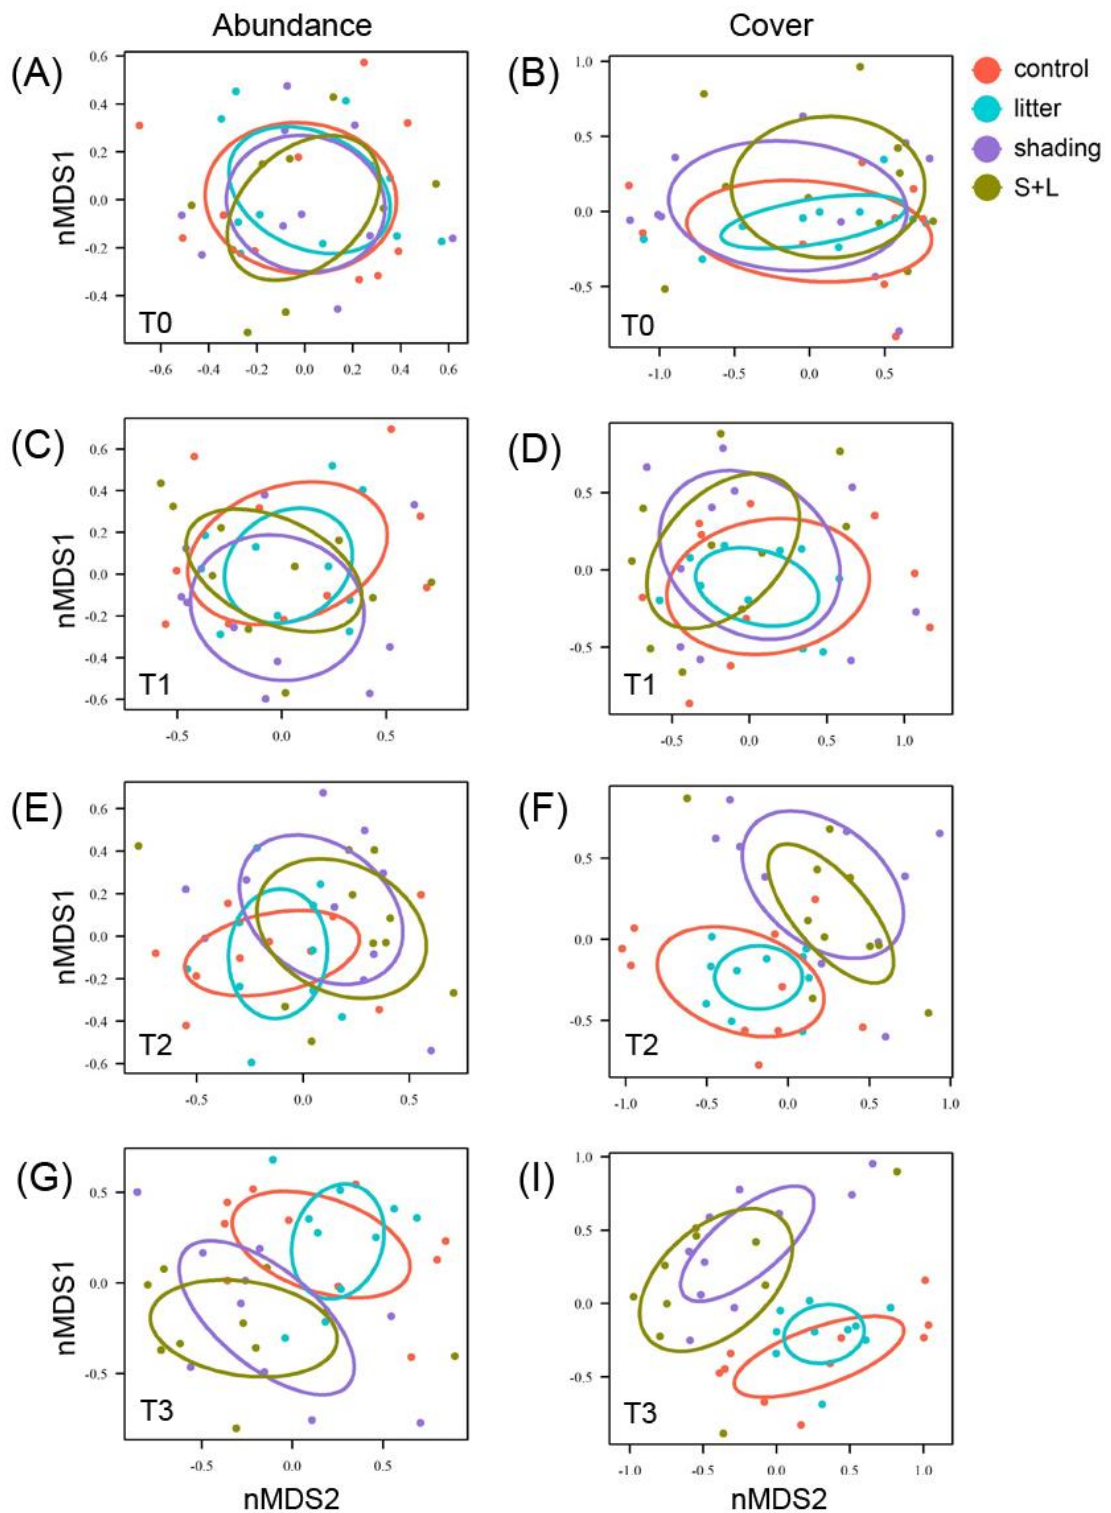 Abundance
Cover
(A)
(B)
control
litter
shading
S+L
0.6
0.4
0.2
0.0
-0.2
-0.4
nMDS1
T0
-0.6 -0.4 -0.2 0.0 0.2 0.4 0.6
1.0
0.5
0.0
-0.5
T0
-1.0 -0.5 0.0 0.5
(C)
(D)
0.6
0.4
0.2
0.0
-0.2
-0.4
-0.6
nMDS1
T1
-0.5 0.0 0.5
0.5
0.0
-0.5
T1
-0.5 0.0 0.5 1.0
(E)
(F)
0.6
0.4
0.2
0.0
-0.2
-0.4
-0.6
nMDS1
T2
-0.5 0.0 0.5
0.5
0.0
-0.5
T2
-1.0 -0.5 0.0 0.5 1.0
(G)
(I)
0.5
0.0
-0.5
nMDS1
T3
-0.5 0.0 0.5
nMDS2
1.0
0.5
0.0
-0.5
T3
-1.0 -0.5 0.0 0.5 1.0
nMDS2